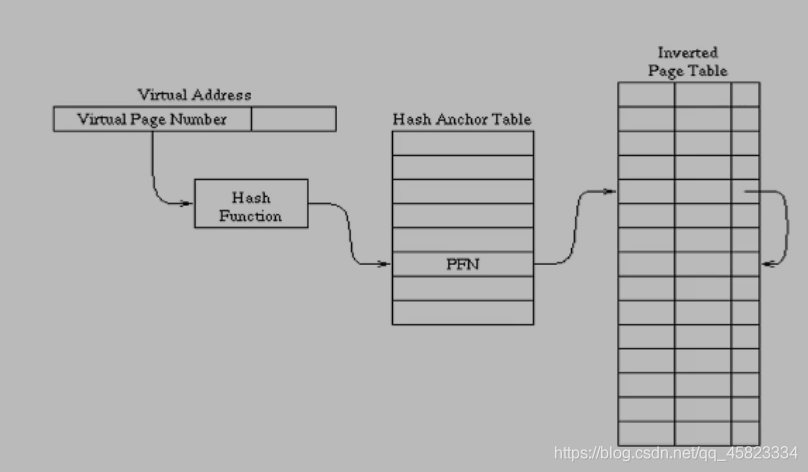 Inverted
Page Table
Virtual Address
Virtual Page Number
Hash Anchor Table
Hash
Function
PFN
https://blog.csdn.net/qq_45823334